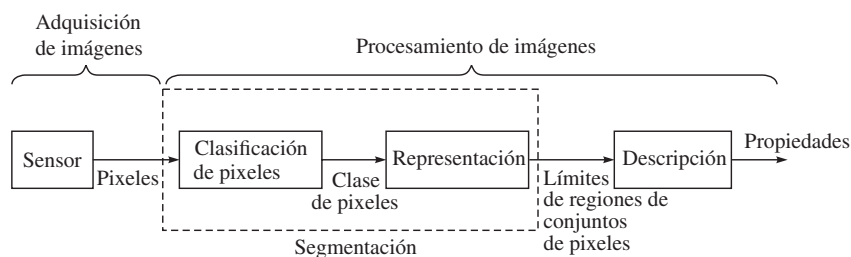 Adquisición
de imágenes
Procesamiento de imágenes
Sensor
Pixeles
Clasificación
de pixeles
Clase
de pixeles
Representación
Límites
de regiones de
conjuntos
de pixeles
Descripción
Propiedades
Segmentación